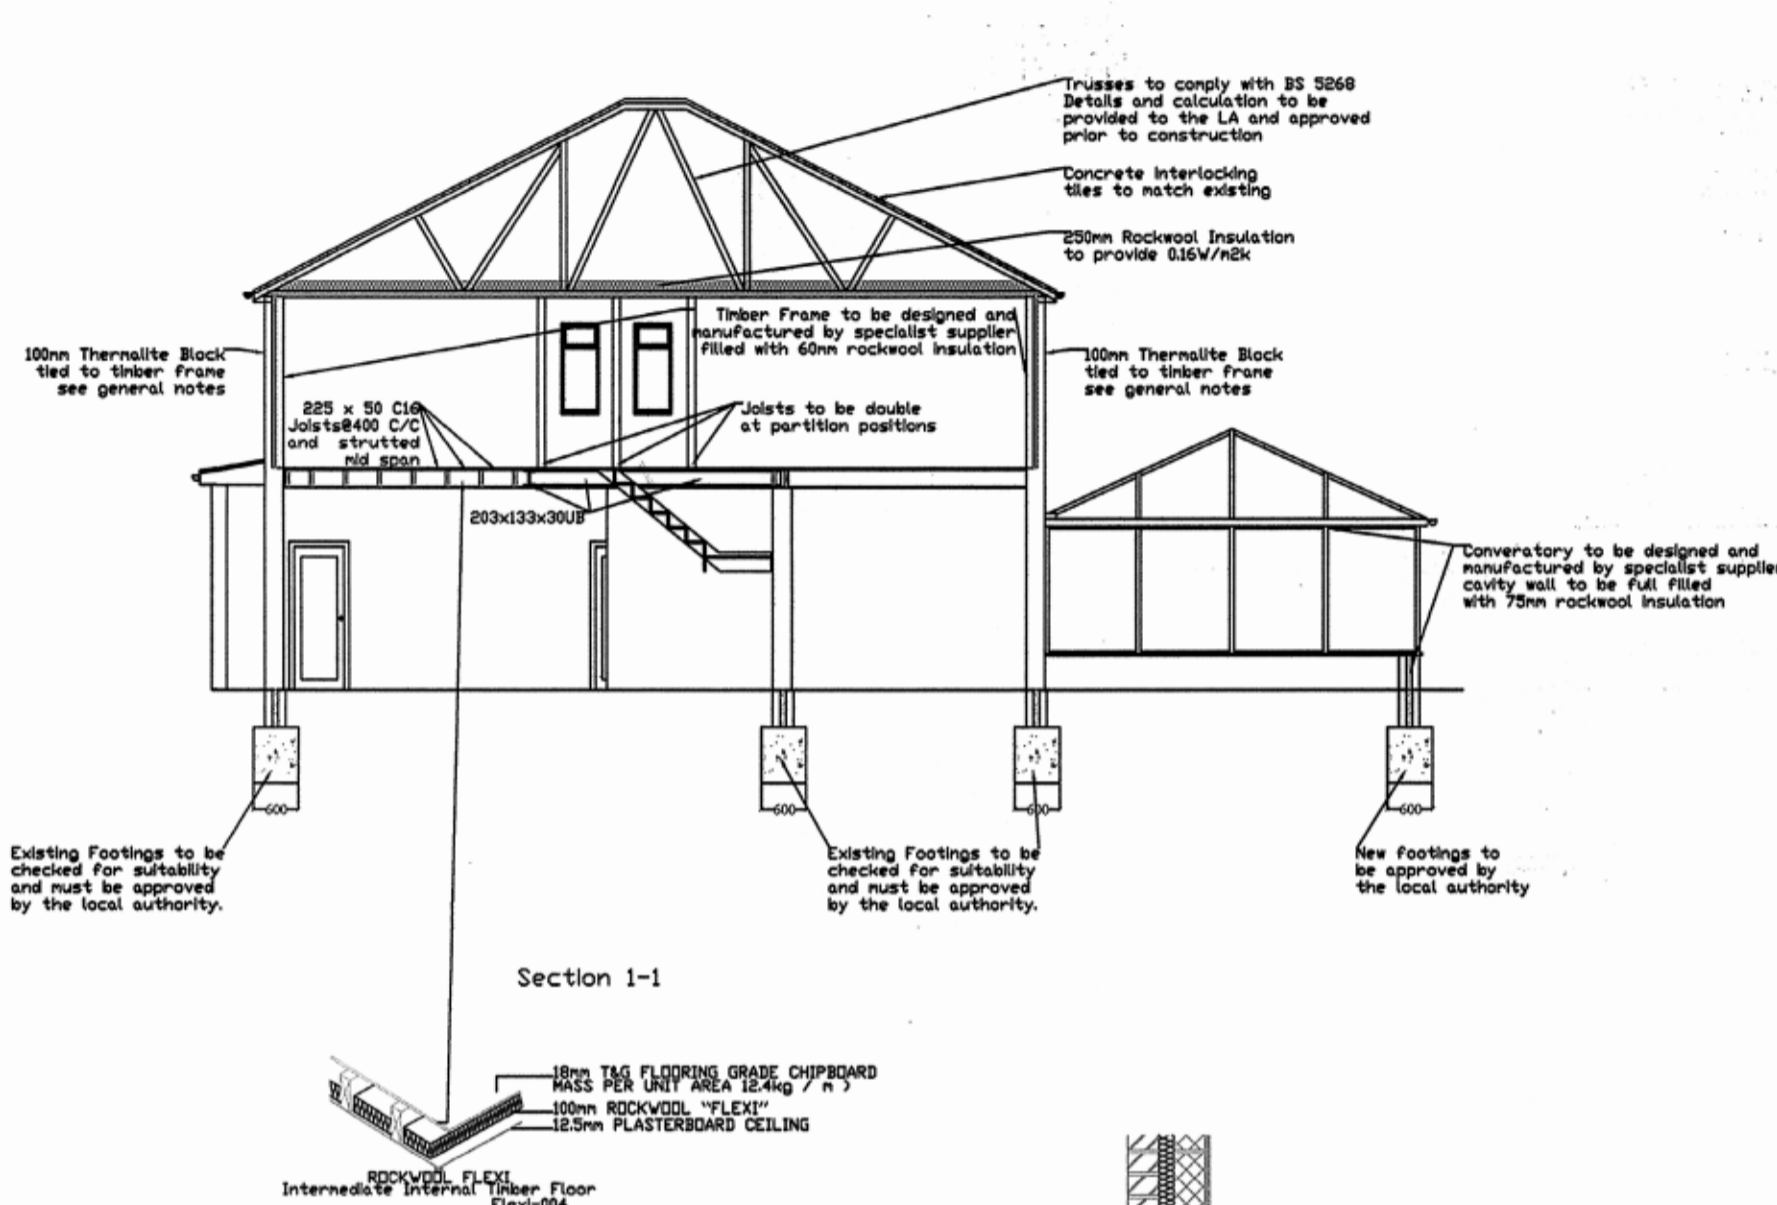 Trusses to comply with BS 5268
Details and calculation to be
provided to the LA and approved
prior to construction
Concrete Interlocking
tiles to match existing
250mm Rockwool Insulation
to provide 0.16W/m2k
Timber Frame to be designed and
manufactured by specialist supplier
filled with 60mm rockwool insulation
100mm Thermalite Block
tied to timber frame
see general notes
100mm Thermalite Block
tied to timber frame
see general notes
225 x 50 C16
Joists@400 C/C
and strutted
mid span
Joists to be double
at partition positions
203x133x30UB
Converatory to be designed and
manufactured by specialist supplier
cavity wall to be full filled
with 75mm rockwool insulation
600
600
600
600
Existing Footings to be
checked for suitability
and must be approved
by the local authority.
Existing Footings to be
checked for suitability
and must be approved
by the local authority.
New footings to
be approved by
the local authority
Section 1-1
18mm T&G FLOORING GRADE CHIPBOARD
MASS PER UNIT AREA 12.4kg / m )
100mm ROCKWOOL "FLEXI"
12.5mm PLASTERBOARD CEILING
ROCKWOOL FLEXI
Intermediate Internal Timber Floor
Flexi-004